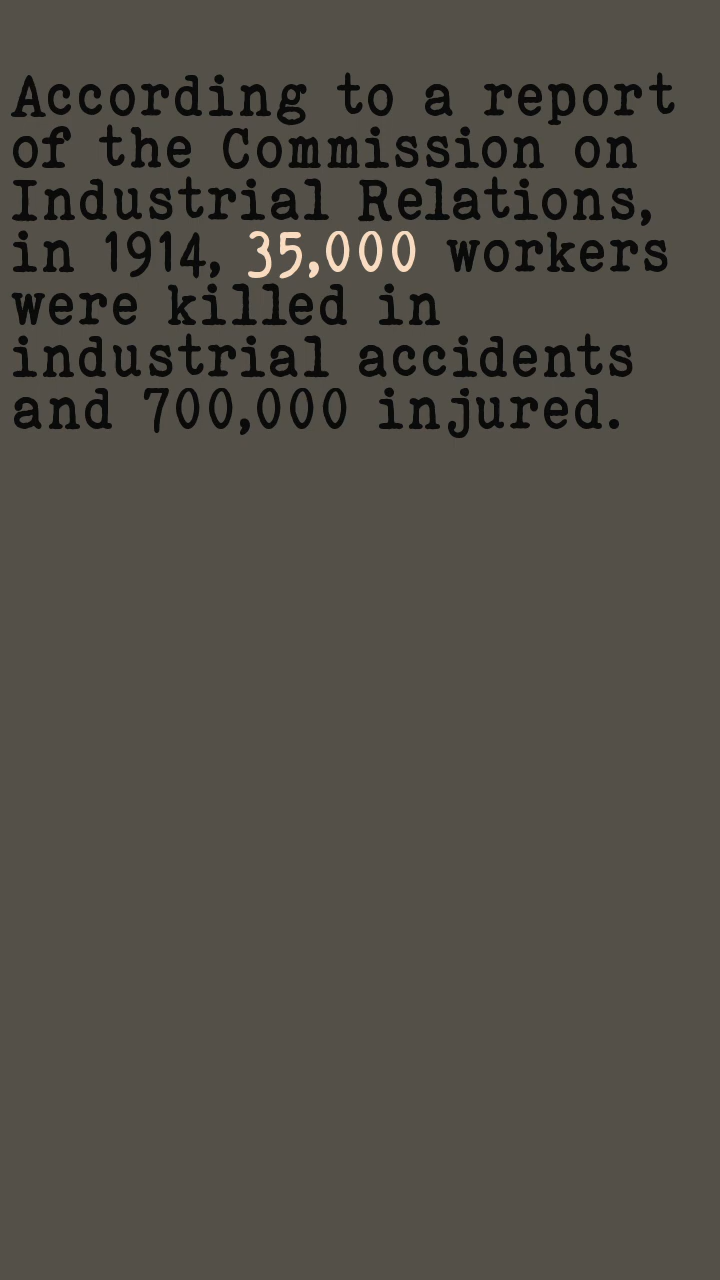 According to a report
of the Commission on
Industrial Relations,
in 1914, 35,000 workers
were killed in
industrial accidents
and 700,000 injured.